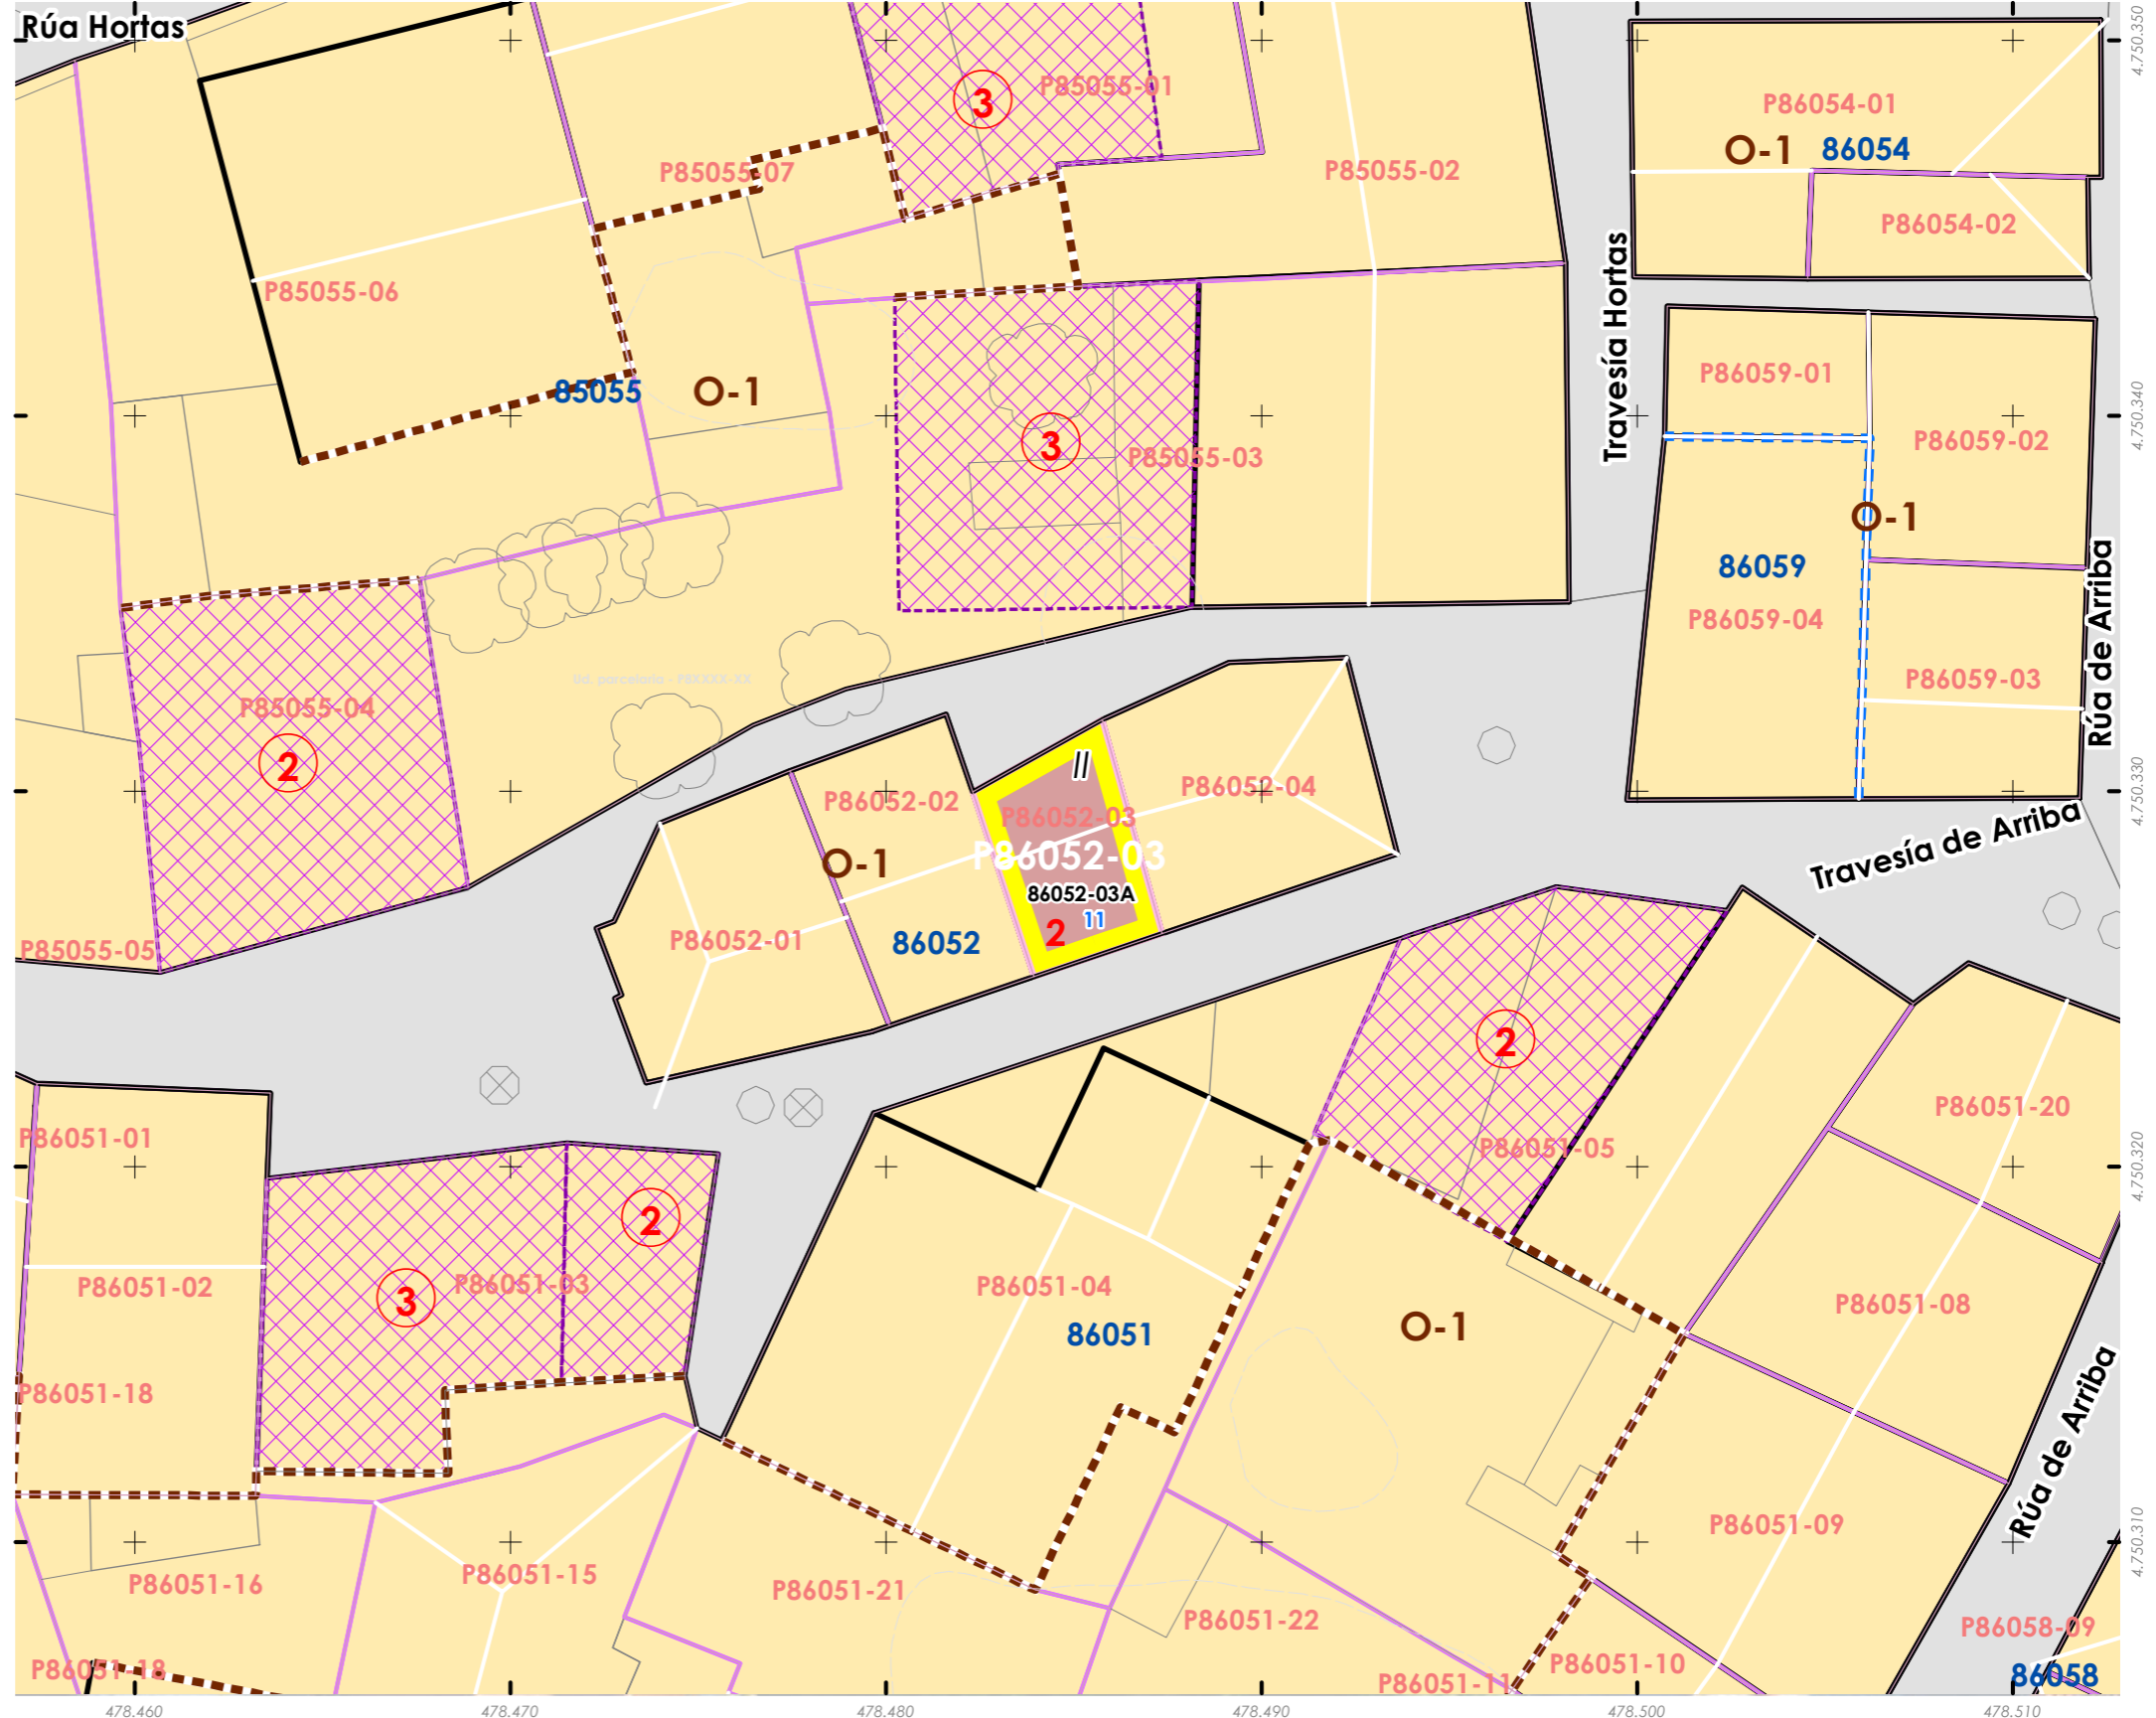 Rúa Hortas
3
P85055-01
P86054-01
O-1
86054
P85055-07
P85055-02
P86054-02
P85055-06
Travesía Hortas
P86059-01
85055
O-1
3
P85055-03
P86059-02
O-1
86059
P86059-04
Rúa de Arriba
Ud. parcelario - P8XXXX-XX
P86059-03
P85055-04
2
II
P86052-02
P86052-03
P86052-04
O-1
P86052-03
86052-03A
11
2
Travesía de Arriba
P86052-01
86052
P85055-05
2
P86051-01
P86051-05
P86051-20
2
P86051-02
3
P86051-03
P86051-04
86051
O-1
P86051-08
P86051-18
Rúa de Arriba
P86051-09
P86051-16
P86051-15
P86051-21
P86051-22
P86058-09
P86051-18
P86051-11
P86051-10
86058
4.750.350
4.750.340
4.750.330
4.750.320
4.750.310
478.460
478.470
478.480
478.490
478.500
478.510